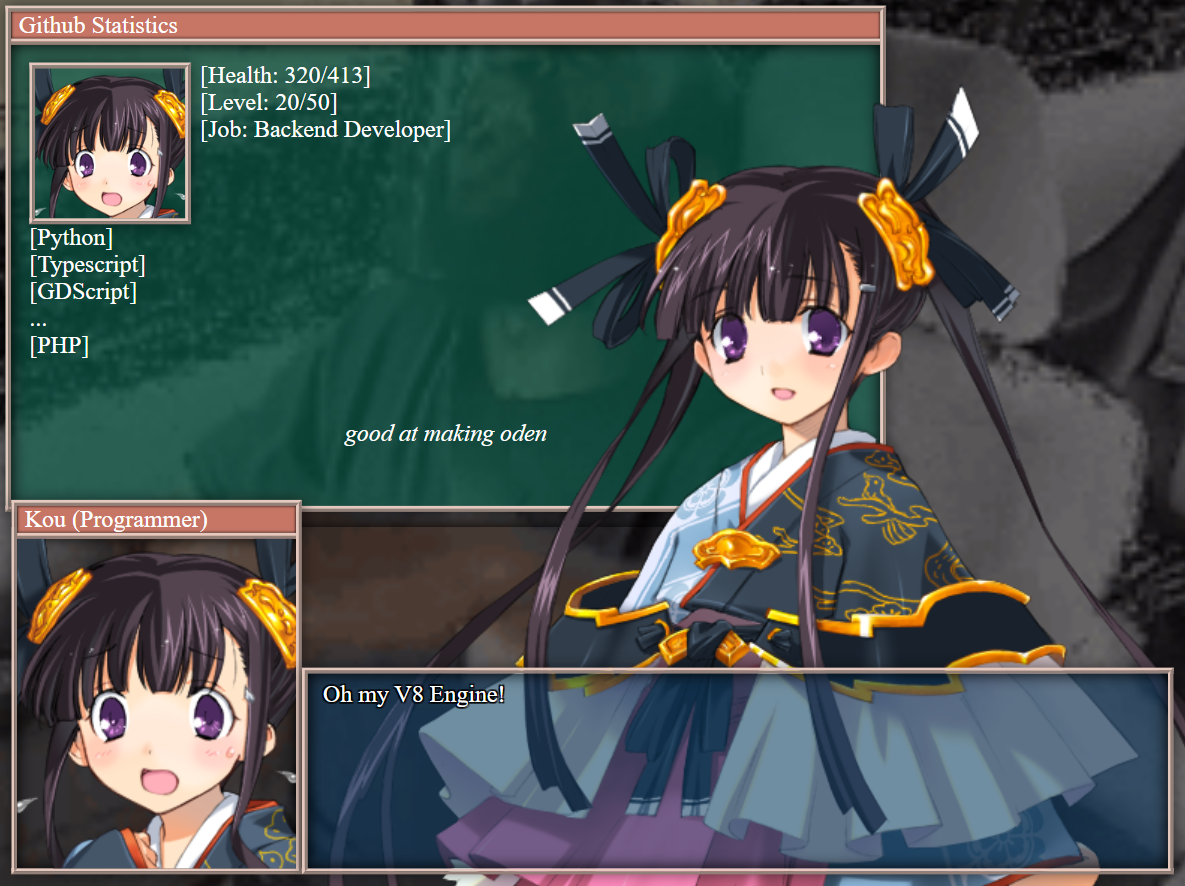 Github Statistics
[Health: 320/413]
[Level: 20/50]
[Job: Backend Developer]
[Python]
[Typescript]
[GDScript]
...
[PHP]
good at making oden
Kou (Programmer)
Oh my V8 Engine!